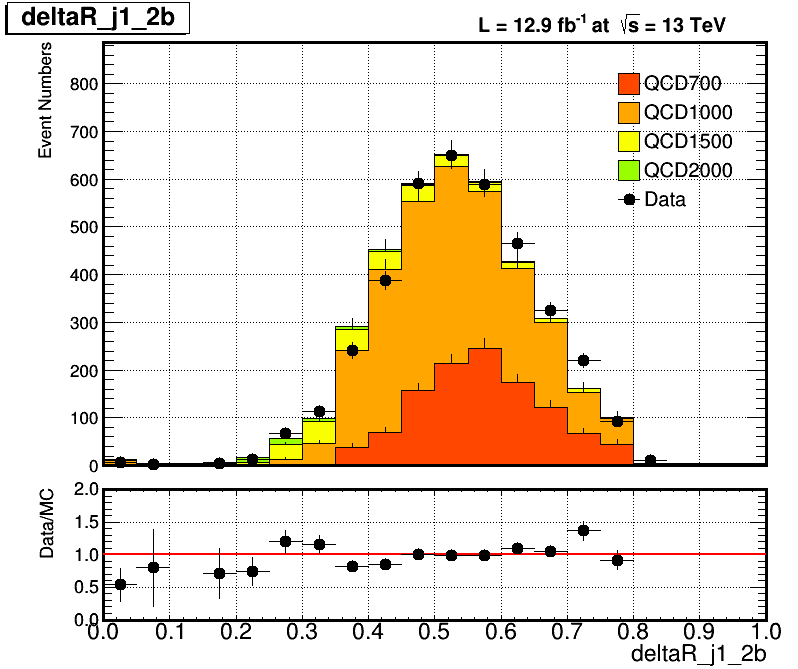 deltaR_j1_2b
L = 12.9 fb⁻¹ at √s = 13 TeV
Event Numbers
800
700
600
500
400
300
200
100
0
QCD700
QCD1000
QCD1500
QCD2000
Data
Data/MC
2.0
1.5
1.0
0.5
0.0
0.0 0.1 0.2 0.3 0.4 0.5 0.6 0.7 0.8 0.9 1.0
deltaR_j1_2b